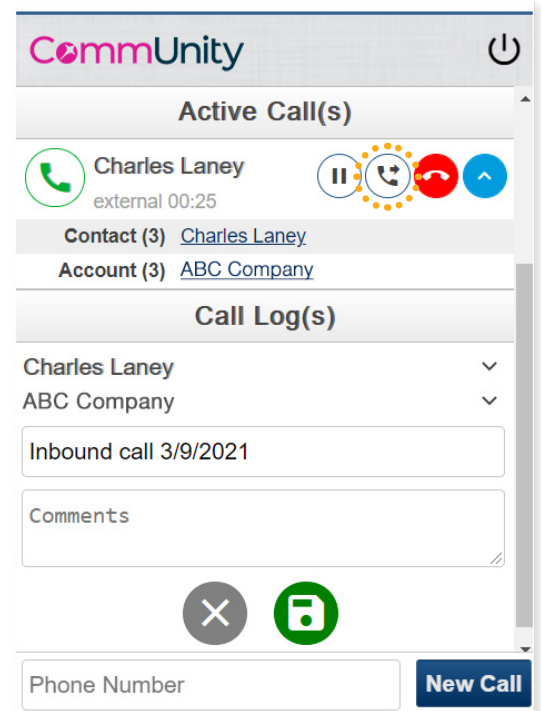 CommUnity
Active Call(s)
Charles Laney
external 00:25
Contact (3) Charles Laney
Account (3) ABC Company
Call Log(s)
Charles Laney
ABC Company
Inbound call 3/9/2021
Comments
Phone Number
New Call